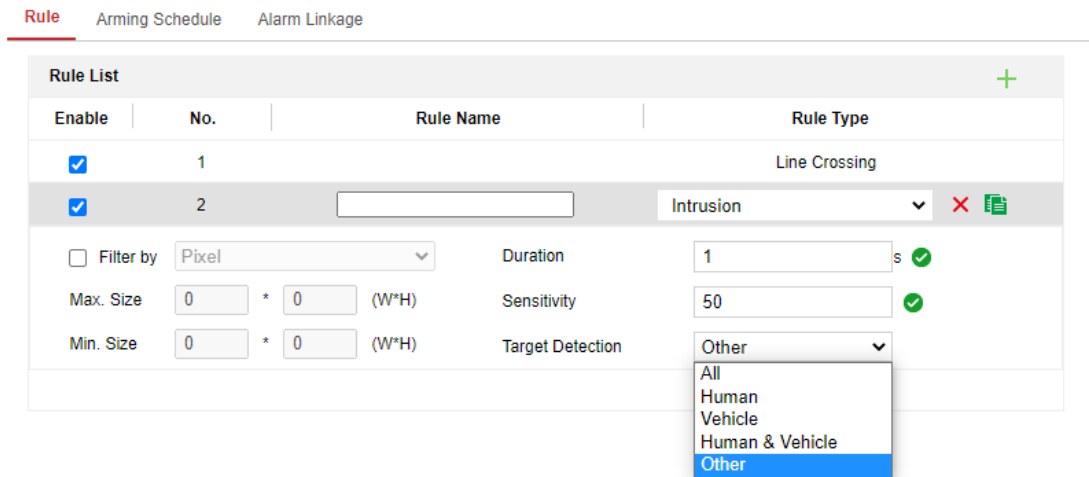 Rule Arming Schedule Alarm Linkage
Rule List
Enable No. Rule Name Rule Type
1 Line Crossing
2 Intrusion
Filter by Pixel Duration 1 s
Max. Size 0 * 0 (W*H) Sensitivity 50
Min. Size 0 * 0 (W*H) Target Detection Other
All
Human
Vehicle
Human & Vehicle
Other